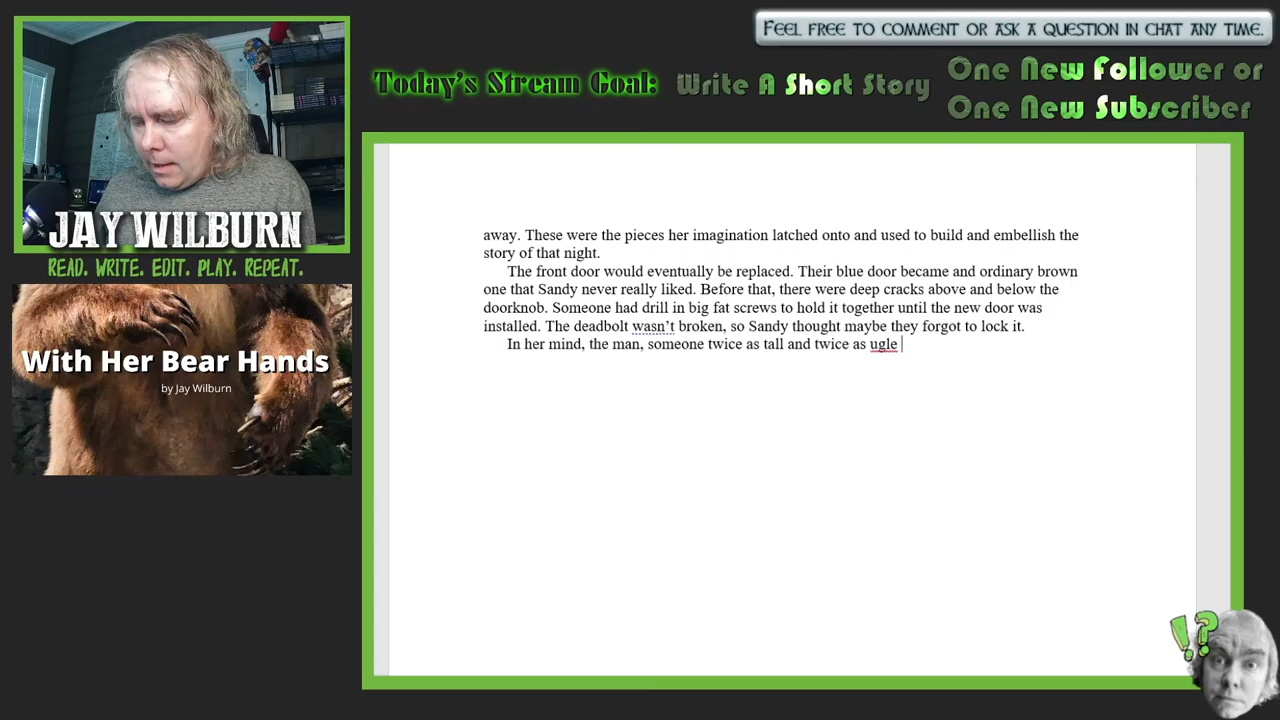 Feel free to comment or ask a question in chat any time.
Today's Stream Goal:
Write A Short Story
One New Follower or
One New Subscriber
JAY WILBURN
READ. WRITE. EDIT. PLAY. REPEAT.
With Her Bear Hands
by Jay Wilburn
away. These were the pieces her imagination latched onto and used to build and embellish the
story of that night.
The front door would eventually be replaced. Their blue door became and ordinary brown
one that Sandy never really liked. Before that, there were deep cracks above and below the
doorknob. Someone had drill in big fat screws to hold it together until the new door was
installed. The deadbolt wasn't broken, so Sandy thought maybe they forgot to lock it.
In her mind, the man, someone twice as tall and twice as ugle
!?